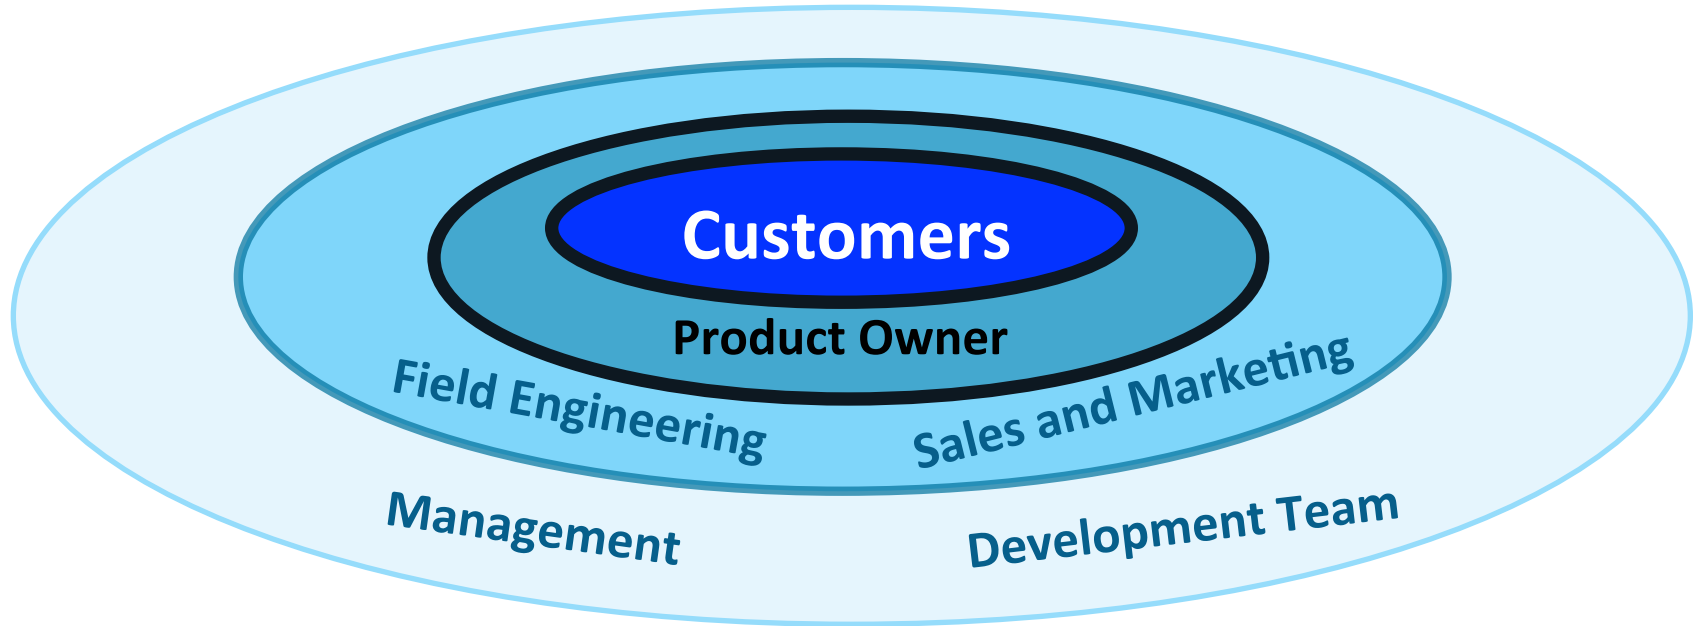 Customers
Product Owner
Field Engineering
Sales and Marketing
Management
Development Team